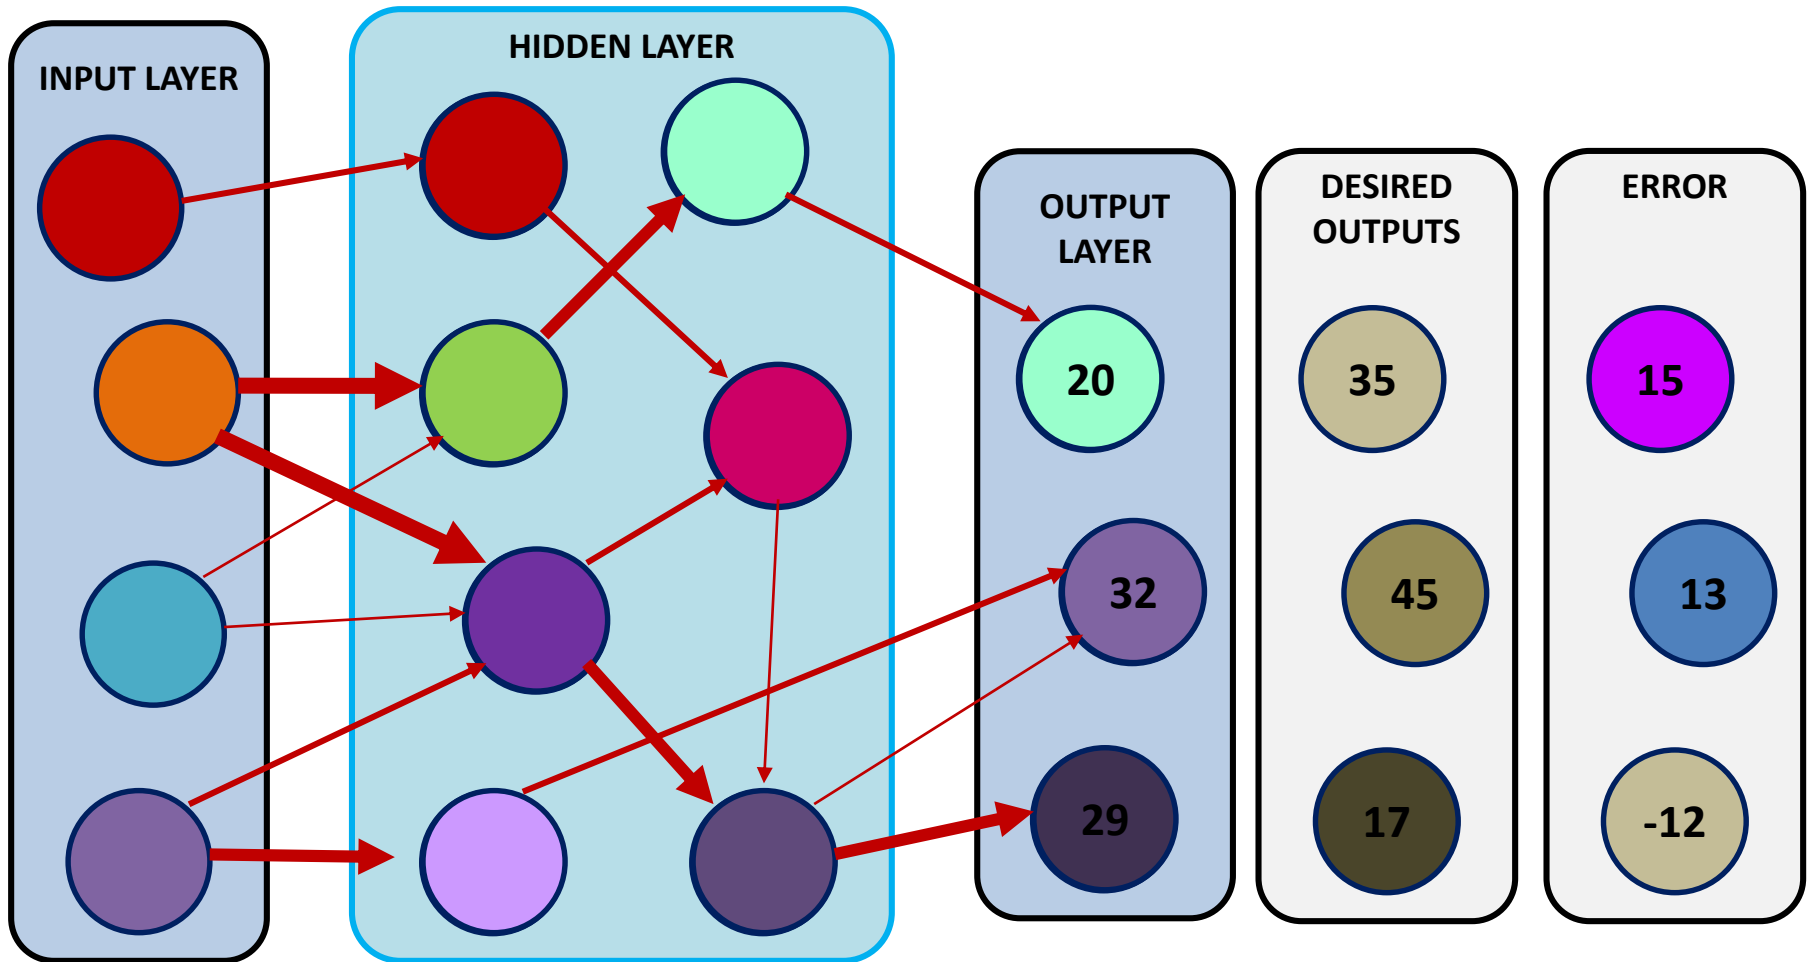 INPUT LAYER
HIDDEN LAYER
OUTPUT
LAYER
20
32
29
DESIRED
OUTPUTS
35
45
17
ERROR
15
13
-12